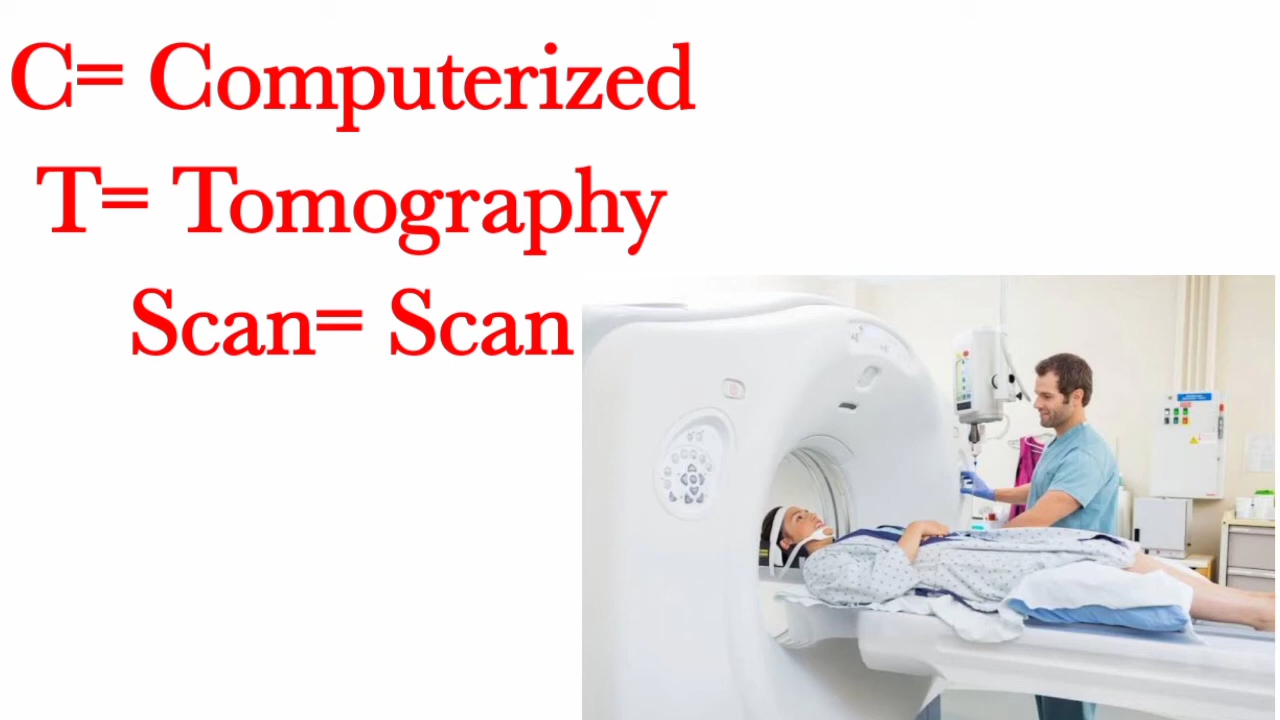 C= Computerized
T= Tomography
Scan= Scan